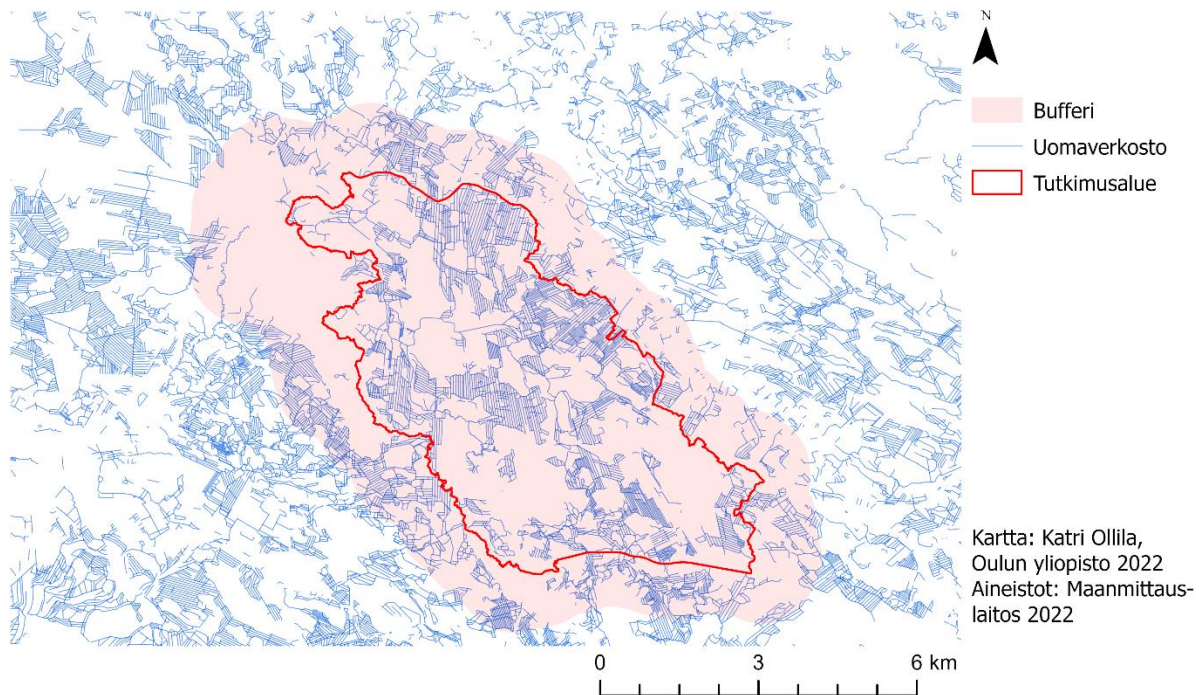 N
Bufferi
Uomaverkosto
Tutkimusalue
Kartta: Katri Ollila,
Oulun yliopisto 2022
Aineistot: Maanmittaus-
laitos 2022
0 3 6 km